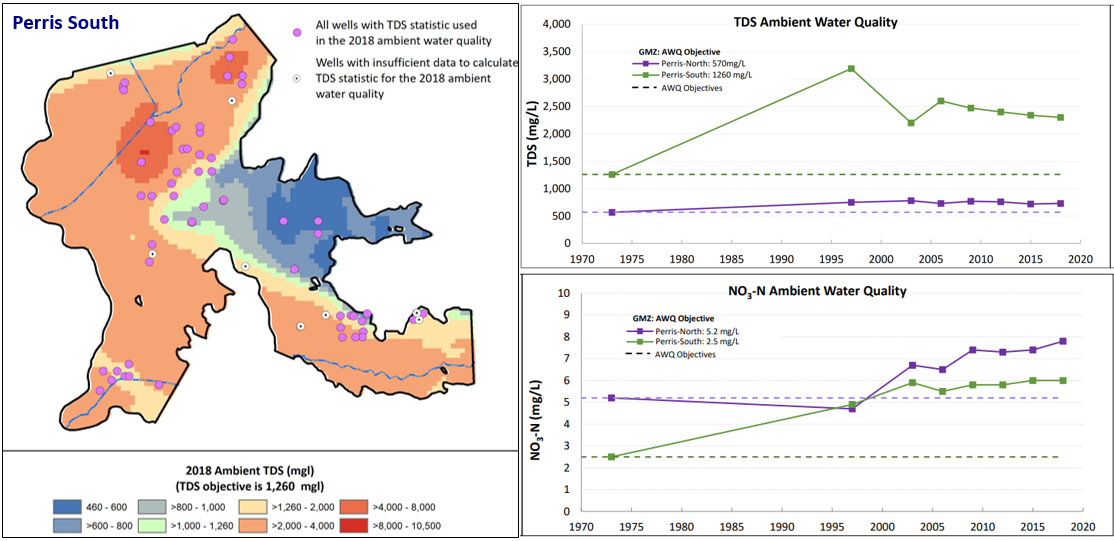 Perris South
All wells with TDS statistic used
in the 2018 ambient water quality
Wells with insufficient data to calculate
TDS statistic for the 2018 ambient
water quality
2018 Ambient TDS (mgl)
(TDS objective is 1,260 mgl)
460 - 600
>800 - 1,000
>1,260 - 2,000
>4,000 - 8,000
>600 - 800
>1,000 - 1,260
>2,000 - 4,000
>8,000 - 10,500
TDS Ambient Water Quality
GMZ: AWQ Objective
Perris-North: 570mg/L
Perris-South: 1260 mg/L
AWQ Objectives
TDS (mg/L)
4,000
3,500
3,000
2,500
2,000
1,500
1,000
500
0
1970 1975 1980 1985 1990 1995 2000 2005 2010 2015 2020
NO3-N Ambient Water Quality
GMZ: AWQ Objective
Perris-North: 5.2 mg/L
Perris-South: 2.5 mg/L
AWQ Objectives
NO3-N (mg/L)
10
9
8
7
6
5
4
3
2
1
0
1970 1975 1980 1985 1990 1995 2000 2005 2010 2015 2020